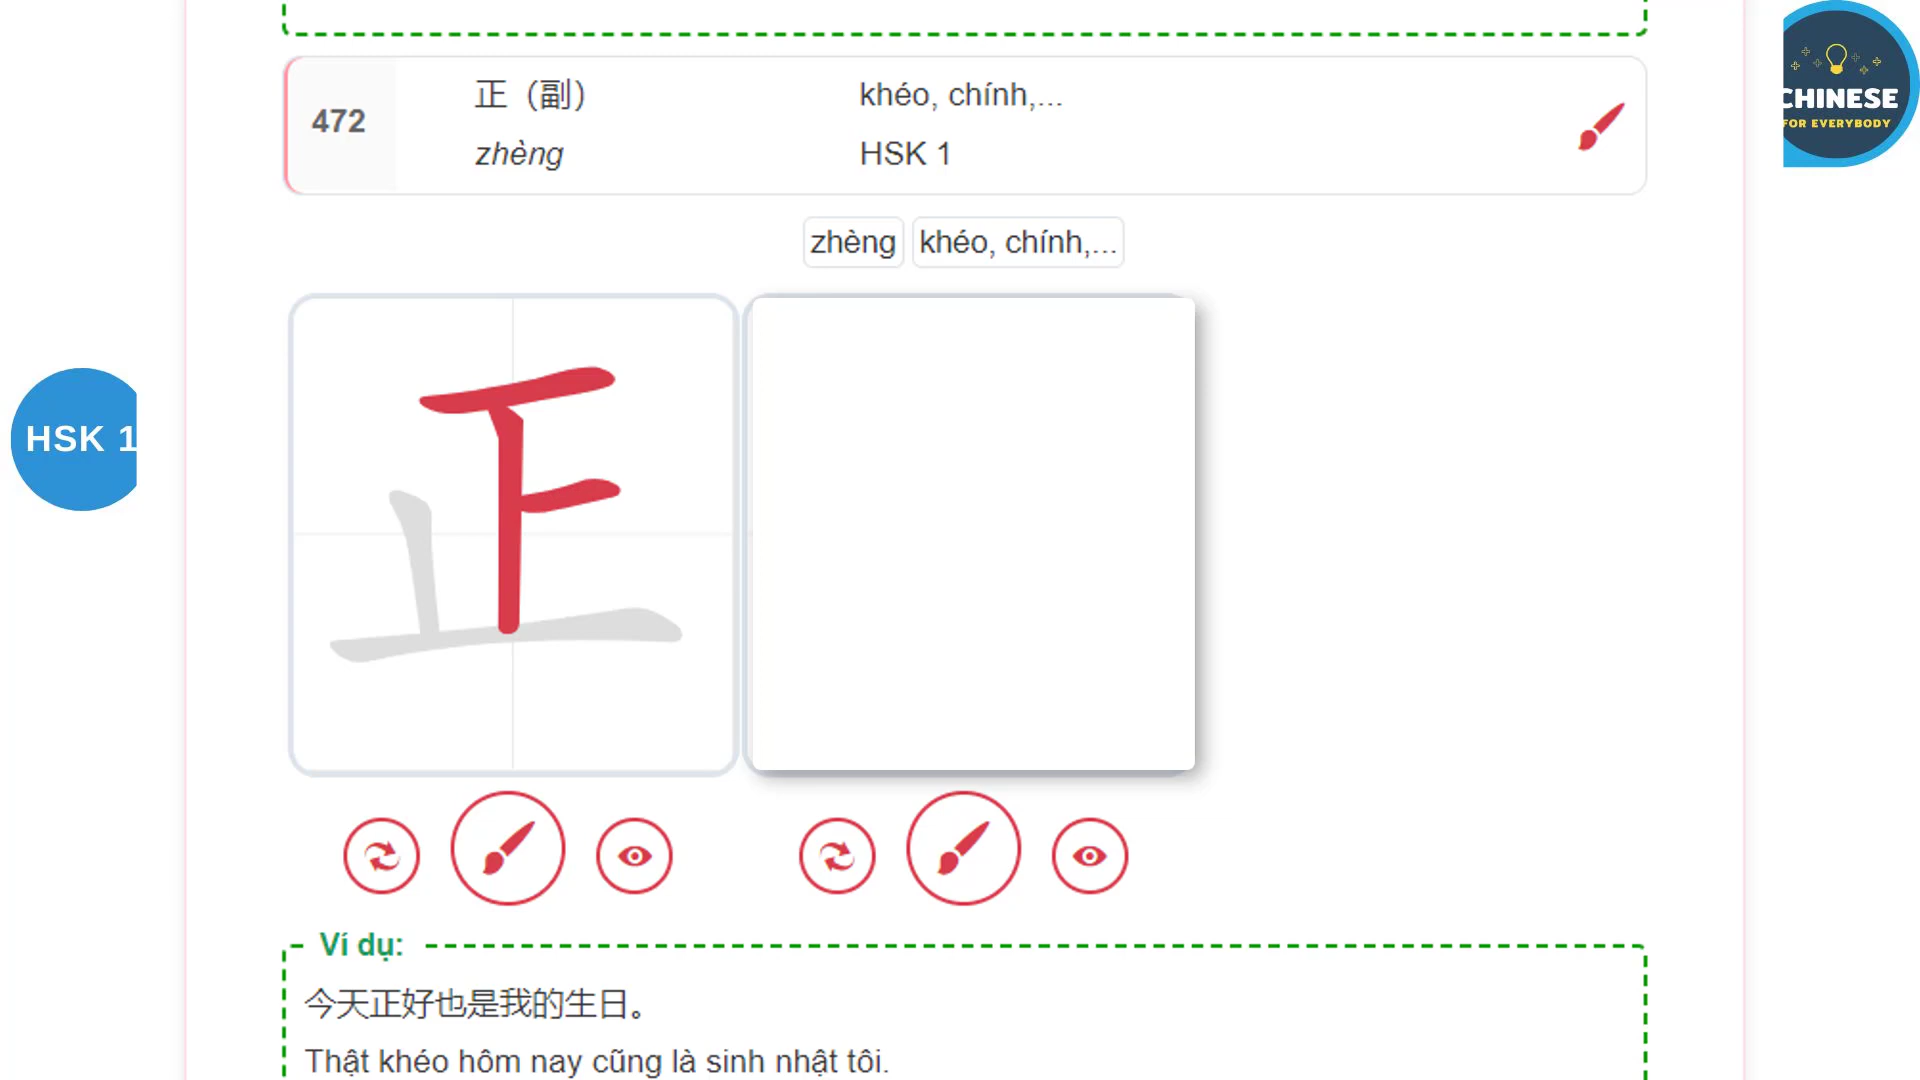 472
正（副）
zhèng
khéo, chính,...
HSK 1
CHINESE
FOR EVERYBODY
zhèng
khéo, chính,...
正
HSK 1
Ví dụ:
今天正好也是我的生日。
Thật khéo hôm nay cũng là sinh nhật tôi.